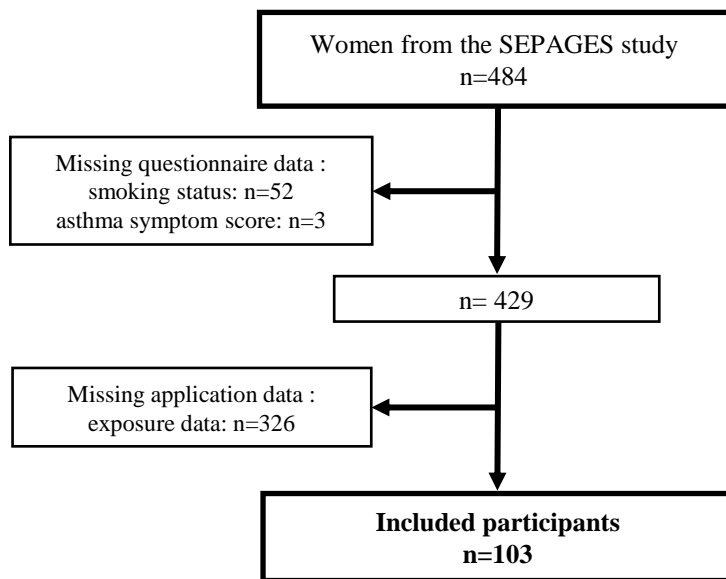 Women from the SEPAGES study
n=484
Missing questionnaire data :
smoking status: n=52
asthma symptom score: n=3
n= 429
Missing application data :
exposure data: n=326
Included participants
n=103